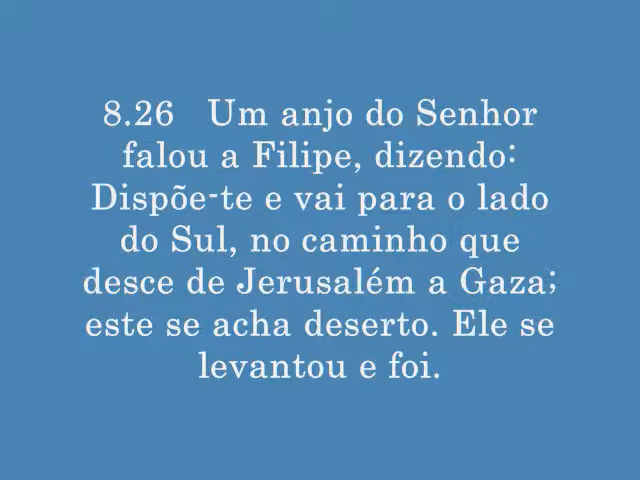 8.26 Um anjo do Senhor
falou a Filipe, dizendo:
Dispõe-te e vai para o lado
do Sul, no caminho que
desce de Jerusalém a Gaza;
este se acha deserto. Ele se
levantou e foi.